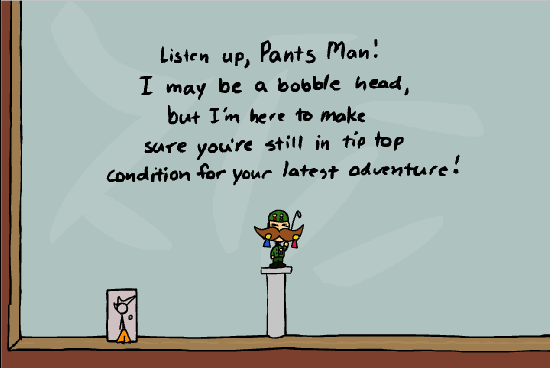 Listen up, Pants Man!
I may be a bobble head,
but I'm here to make
sure you're still in tip top
condition for your latest adventure!